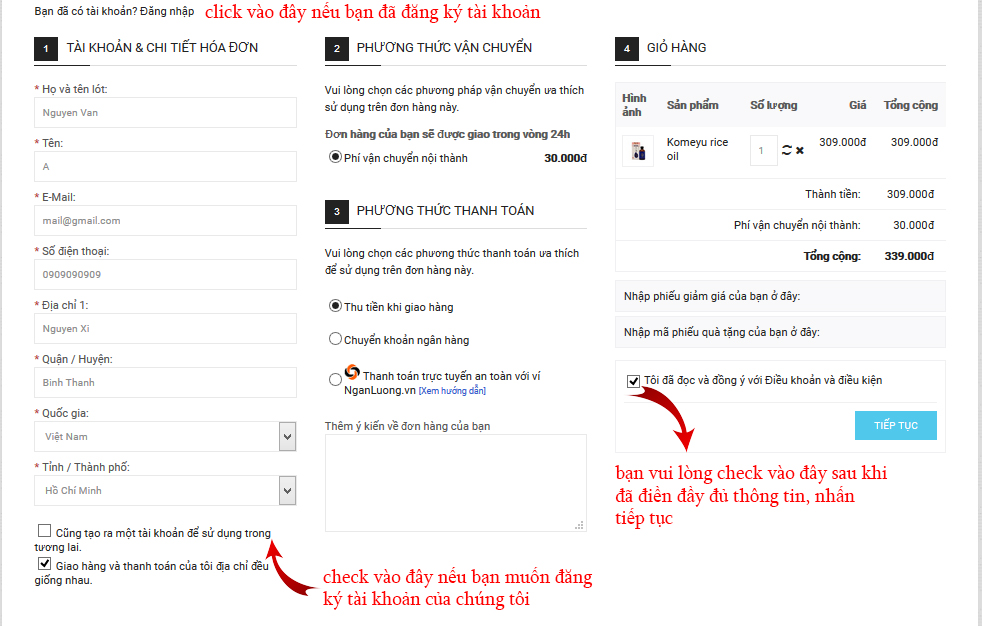 Bạn đã có tài khoản? Đăng nhập click vào đây nếu bạn đã đăng ký tài khoản
1 TÀI KHOẢN & CHI TIẾT HÓA ĐƠN
* Họ và tên lót:
Nguyen Van
* Tên:
A
* E-Mail:
mail@gmail.com
* Số điện thoại:
0909090909
* Địa chỉ 1:
Nguyen Xi
* Quận / Huyện:
Binh Thanh
* Quốc gia:
Việt Nam
* Tỉnh / Thành phố:
Hồ Chí Minh
Cũng tạo ra một tài khoản để sử dụng trong
tương lai.
Giao hàng và thanh toán của tôi địa chỉ đều
giống nhau.
2 PHƯƠNG THỨC VẬN CHUYỂN
Vui lòng chọn các phương pháp vận chuyển ưa thích
sử dụng trên đơn hàng này.
Đơn hàng của bạn sẽ được giao trong vòng 24h
Phí vận chuyển nội thành 30.000đ
3 PHƯƠNG THỨC THANH TOÁN
Vui lòng chọn các phương thức thanh toán ưa thích
để sử dụng trên đơn hàng này.
Thu tiền khi giao hàng
Chuyển khoản ngân hàng
Thanh toán trực tuyến an toàn với ví
NganLuong.vn [Xem hướng dẫn]
Thêm ý kiến về đơn hàng của bạn
check vào đây nếu bạn muốn đăng
ký tài khoản của chúng tôi
4 GIỎ HÀNG
Hình
ảnh
Sản phẩm Số lượng Giá Tổng cộng
Komeyu rice
oil
1 309.000đ 309.000đ
Thành tiền: 309.000đ
Phí vận chuyển nội thành: 30.000đ
Tổng cộng: 339.000đ
Nhập phiếu giảm giá của bạn ở đây:
Nhập mã phiếu quà tặng của bạn ở đây:
Tôi đã đọc và đồng ý với Điều khoản và điều kiện
TIẾP TỤC
bạn vui lòng check vào đây sau khi
đã điền đầy đủ thông tin, nhấn
tiếp tục